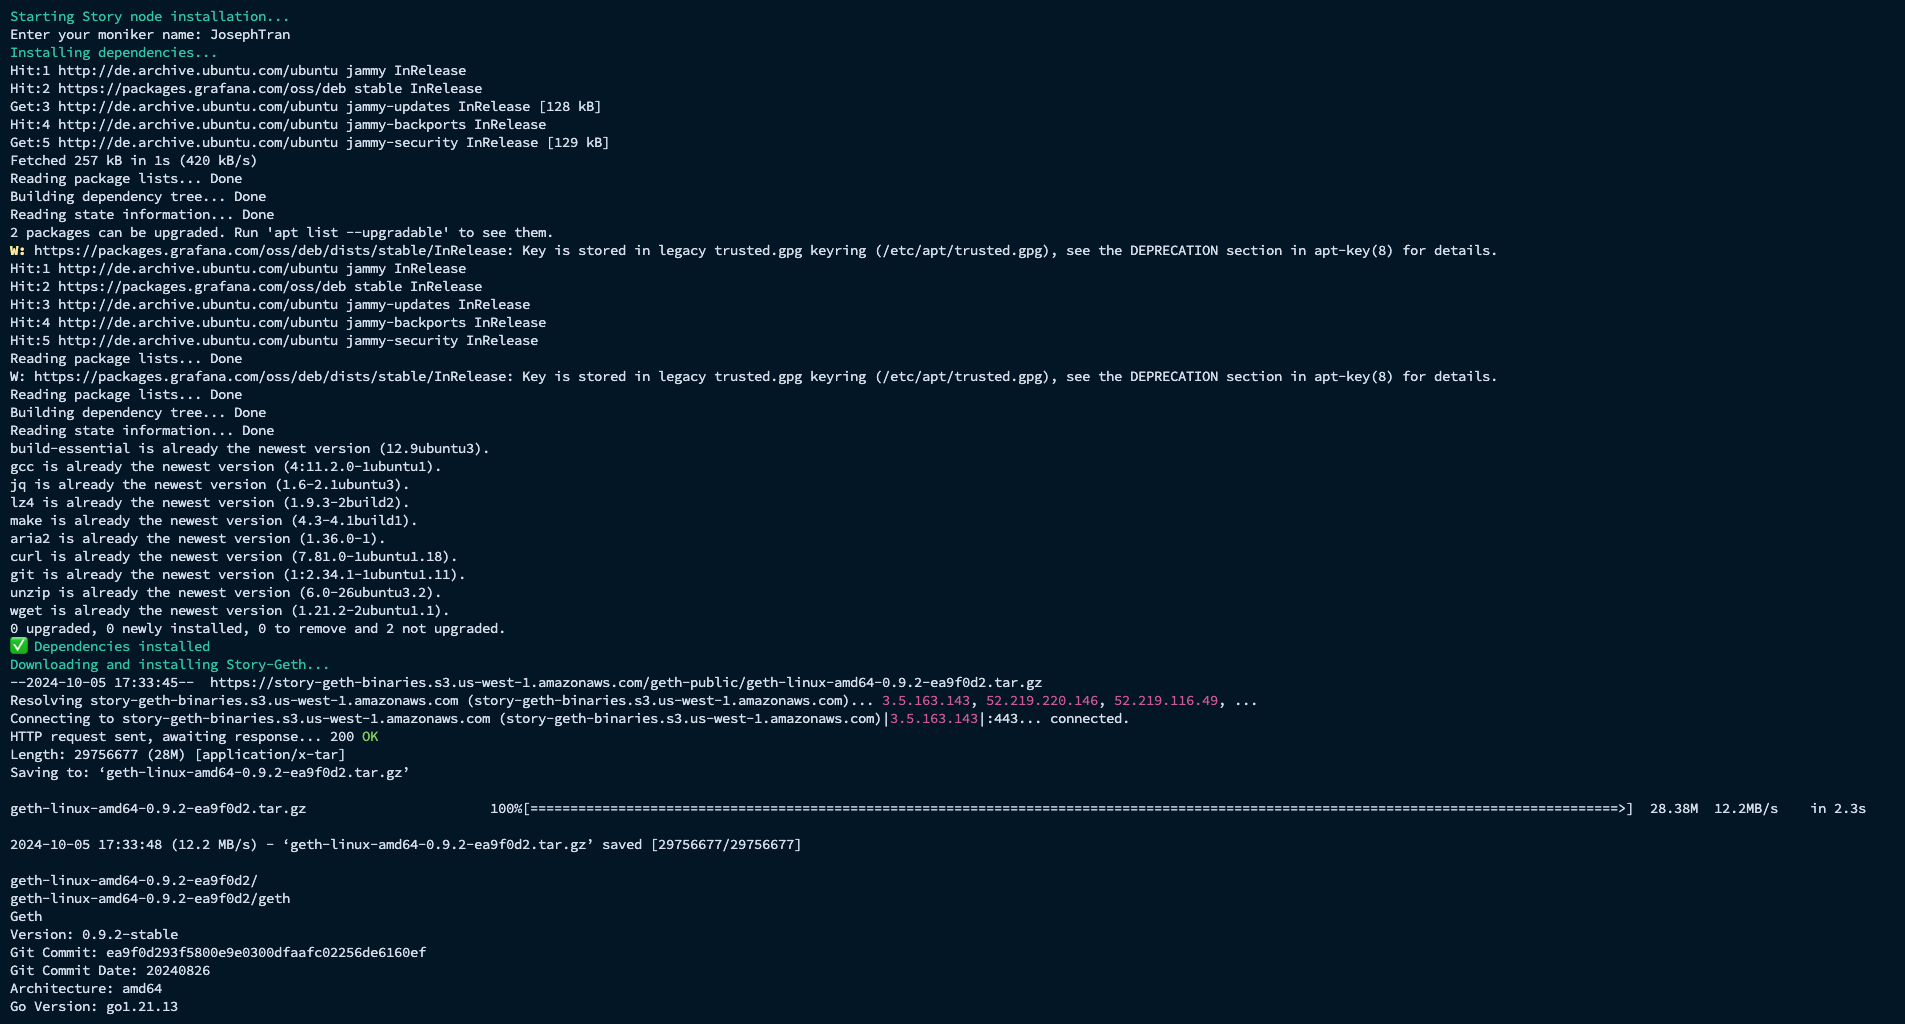 Starting Story node installation...
Enter your moniker name: JosephTran
Installing dependencies...
Hit:1 http://de.archive.ubuntu.com/ubuntu jammy InRelease
Hit:2 https://packages.grafana.com/oss/deb stable InRelease
Get:3 http://de.archive.ubuntu.com/ubuntu jammy-updates InRelease [128 kB]
Hit:4 http://de.archive.ubuntu.com/ubuntu jammy-backports InRelease
Get:5 http://de.archive.ubuntu.com/ubuntu jammy-security InRelease [129 kB]
Fetched 257 kB in 1s (420 kB/s)
Reading package lists... Done
Building dependency tree... Done
Reading state information... Done
2 packages can be upgraded. Run 'apt list --upgradable' to see them.
W: https://packages.grafana.com/oss/deb/dists/stable/InRelease: Key is stored in legacy trusted.gpg keyring (/etc/apt/trusted.gpg), see the DEPRECATION section in apt-key(8) for details.
Hit:1 http://de.archive.ubuntu.com/ubuntu jammy InRelease
Hit:2 https://packages.grafana.com/oss/deb stable InRelease
Hit:3 http://de.archive.ubuntu.com/ubuntu jammy-updates InRelease
Hit:4 http://de.archive.ubuntu.com/ubuntu jammy-backports InRelease
Hit:5 http://de.archive.ubuntu.com/ubuntu jammy-security InRelease
Reading package lists... Done
W: https://packages.grafana.com/oss/deb/dists/stable/InRelease: Key is stored in legacy trusted.gpg keyring (/etc/apt/trusted.gpg), see the DEPRECATION section in apt-key(8) for details.
Reading package lists... Done
Building dependency tree... Done
Reading state information... Done
build-essential is already the newest version (12.9ubuntu3).
gcc is already the newest version (4:11.2.0-1ubuntu1).
jq is already the newest version (1.6-2.1ubuntu3).
lz4 is already the newest version (1.9.3-2build2).
make is already the newest version (4.3-4.1build1).
aria2 is already the newest version (1.36.0-1).
curl is already the newest version (7.81.0-1ubuntu1.18).
git is already the newest version (1:2.34.1-1ubuntu1.11).
unzip is already the newest version (6.0-26ubuntu3.2).
wget is already the newest version (1.21.2-2ubuntu1.1).
0 upgraded, 0 newly installed, 0 to remove and 2 not upgraded.
✅ Dependencies installed
Downloading and installing Story-Geth...
--2024-10-05 17:33:45--  https://story-geth-binaries.s3.us-west-1.amazonaws.com/geth-public/geth-linux-amd64-0.9.2-ea9f0d2.tar.gz
Resolving story-geth-binaries.s3.us-west-1.amazonaws.com (story-geth-binaries.s3.us-west-1.amazonaws.com)... 3.5.163.143, 52.219.220.146, 52.219.116.49, ...
Connecting to story-geth-binaries.s3.us-west-1.amazonaws.com (story-geth-binaries.s3.us-west-1.amazonaws.com)|3.5.163.143|:443... connected.
HTTP request sent, awaiting response... 200 OK
Length: 29756677 (28M) [application/x-tar]
Saving to: ‘geth-linux-amd64-0.9.2-ea9f0d2.tar.gz’
geth-linux-amd64-0.9.2-ea9f0d2.tar.gz 100%[========================================================================================================================================>] 28.38M 12.2MB/s in 2.3s
2024-10-05 17:33:48 (12.2 MB/s) - ‘geth-linux-amd64-0.9.2-ea9f0d2.tar.gz’ saved [29756677/29756677]
geth-linux-amd64-0.9.2-ea9f0d2/
geth-linux-amd64-0.9.2-ea9f0d2/geth
Geth
Version: 0.9.2-stable
Git Commit: ea9f0d293f5800e9e0300dfaafc02256de6160ef
Git Commit Date: 20240826
Architecture: amd64
Go Version: go1.21.13